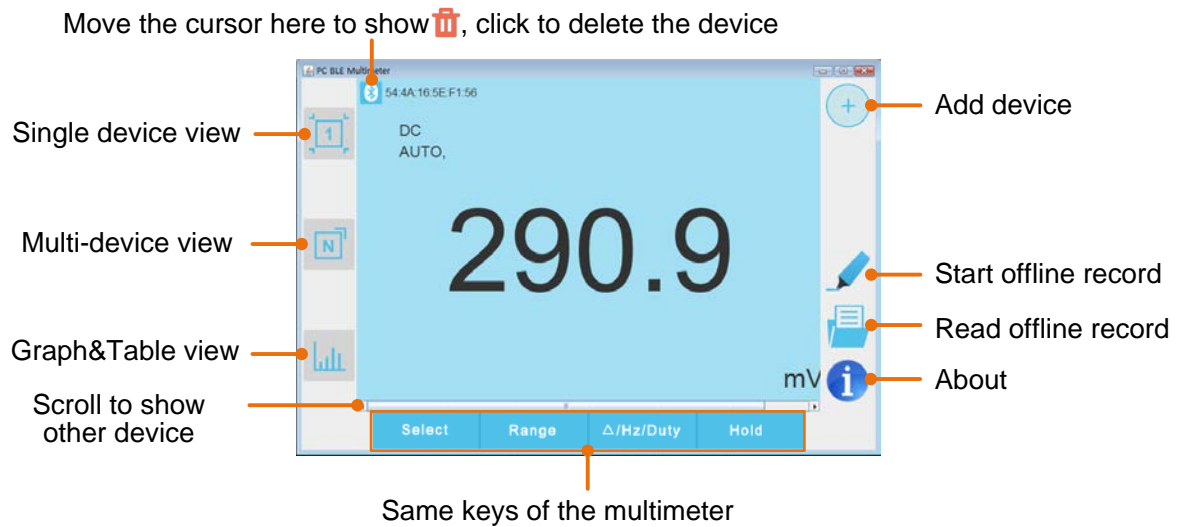 Move the cursor here to show , click to delete the device
PC BLE Multimeter
54:4A:16:5E:F1:56
Add device
Single device view
1
DC
AUTO,
Multi-device view
N
290.9
Start offline record
Read offline record
Graph&Table view
mV
i
About
Scroll to show
other device
Select Range △/Hz/Duty Hold
Same keys of the multimeter